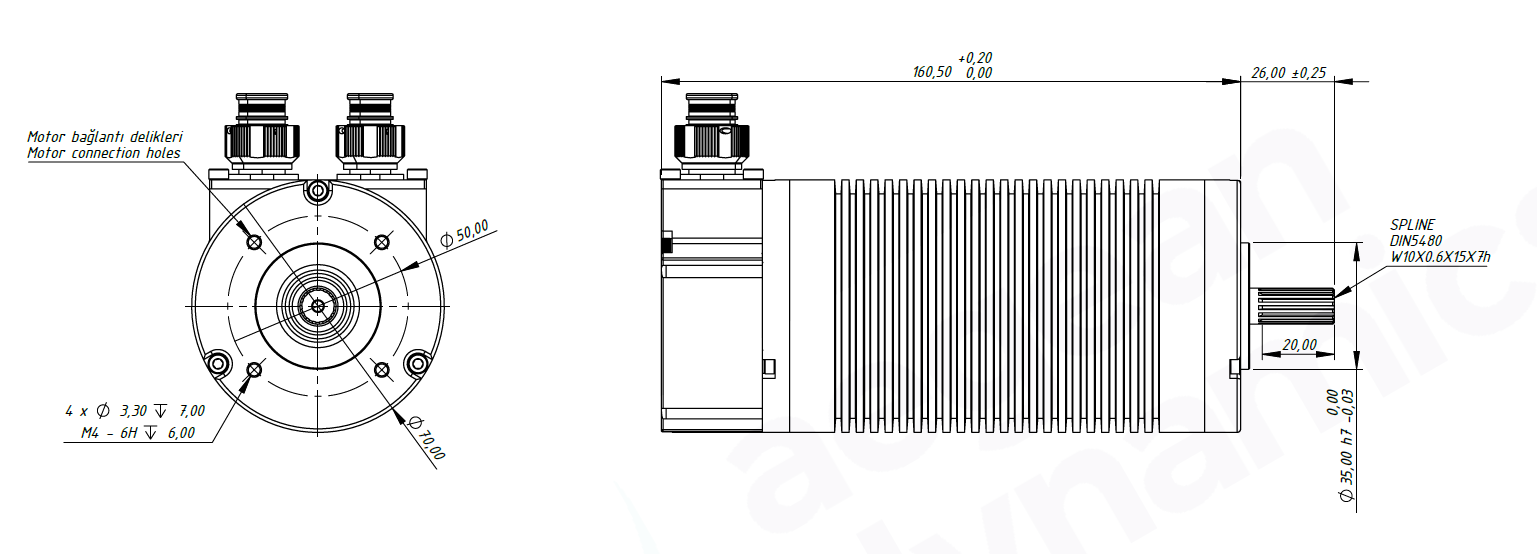 Motor bağlantı delikleri
Motor connection holes
Ø 50,00
4 x Ø 3,30 ↧ 7,00
M4 - 6H ↧ 6,00
Ø 70,00
160,50 +0,20 0,00
26,00 ±0,25
SPLINE
DIN5480
W10X0.6X15X7h
20,00
Ø 35,00 h7 0,00 -0,03
dynamics